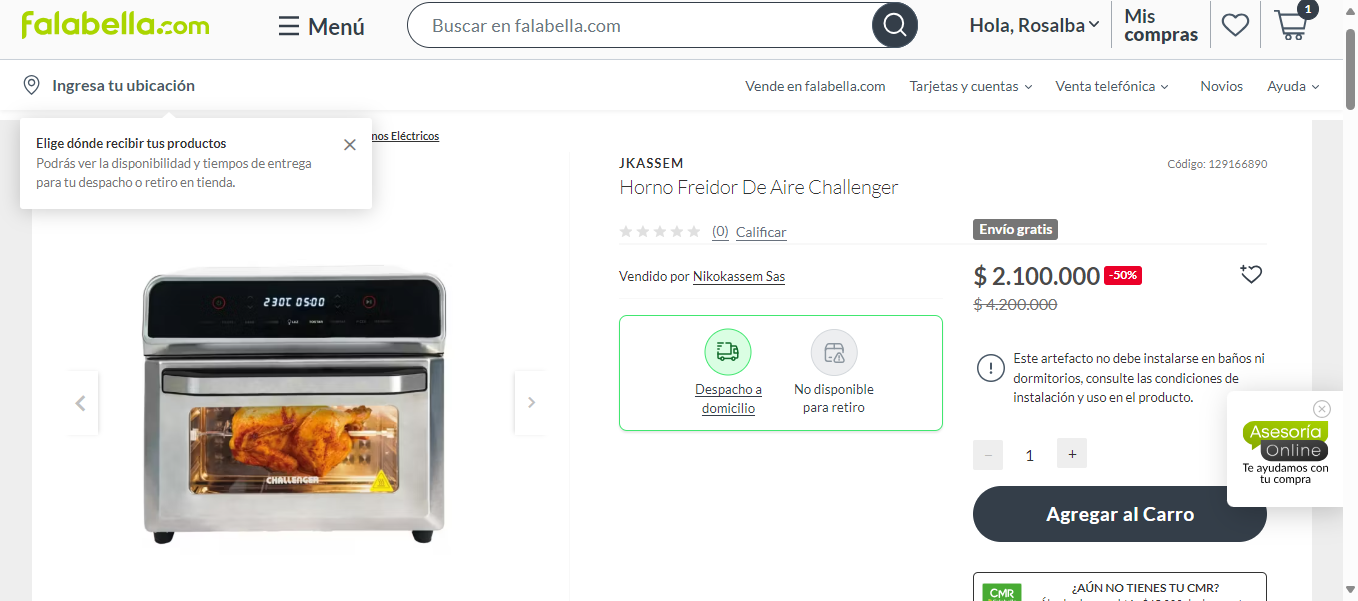 falabella.com
Menú
Buscar en falabella.com
Hola, Rosalba
Mis
compras
1
Ingresa tu ubicación
Vende en falabella.com
Tarjetas y cuentas
Venta telefónica
Novios
Ayuda
Elige dónde recibir tus productos
Podrás ver la disponibilidad y tiempos de entrega
para tu despacho o retiro en tienda.
nos Eléctricos
JKASSEM
Código: 129166890
Horno Freidor De Aire Challenger
(0) Calificar
Envío gratis
Vendido por Nikokassem Sas
$ 2.100.000 -50%
$ 4.200.000
230C 05:00
CHALLENGER
Despacho a
domicilio
No disponible
para retiro
Este artefacto no debe instalarse en baños ni
dormitorios, consulte las condiciones de
instalación y uso en el producto.
- 1 +
Agregar al Carro
Asesoría
Online
Te ayudamos con
tu compra
CMR
¿AÚN NO TIENES TU CMR?